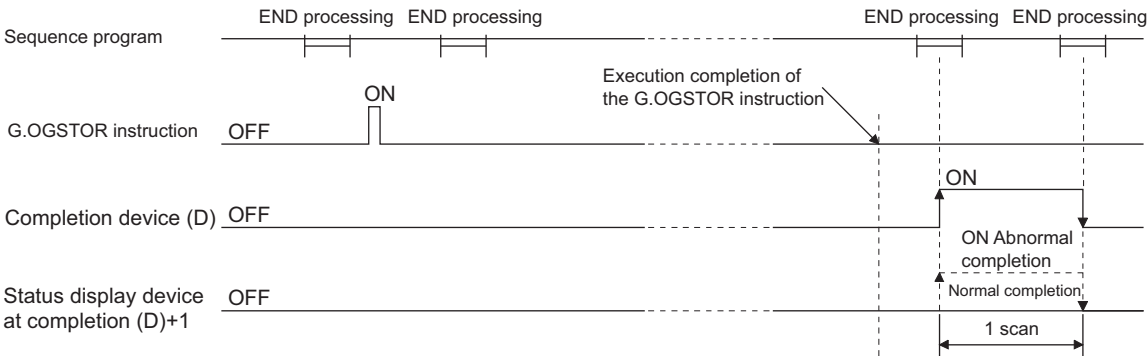 END processing END processing END processing END processing
Sequence program
Execution completion of
the G.OGSTOR instruction
ON
G.OGSTOR instruction OFF
ON
Completion device (D) OFF
ON Abnormal
completion
Status display device
at completion (D)+1
OFF
Normal completion
1 scan